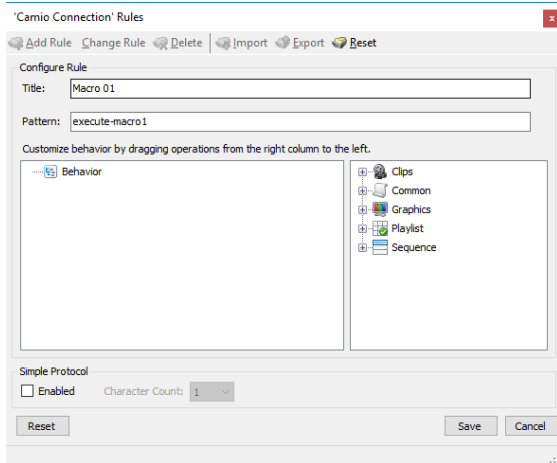 'Camio Connection' Rules
x
Add Rule Change Rule Delete Import Export Reset
Configure Rule
Title: Macro 01
Pattern: execute-macro1
Customize behavior by dragging operations from the right column to the left.
Behavior
Clips
Common
Graphics
Playlist
Sequence
Simple Protocol
Enabled Character Count: 1
Reset Save Cancel